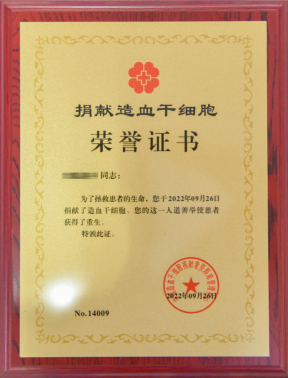 捐献造血干细胞
荣誉证书
同志：
为了拯救患者的生命，您于2022年09月26日
捐献了造血干细胞。您的这一人道善举使患者
获得了重生。
特颁此证。
2022年09月26日
No.14009